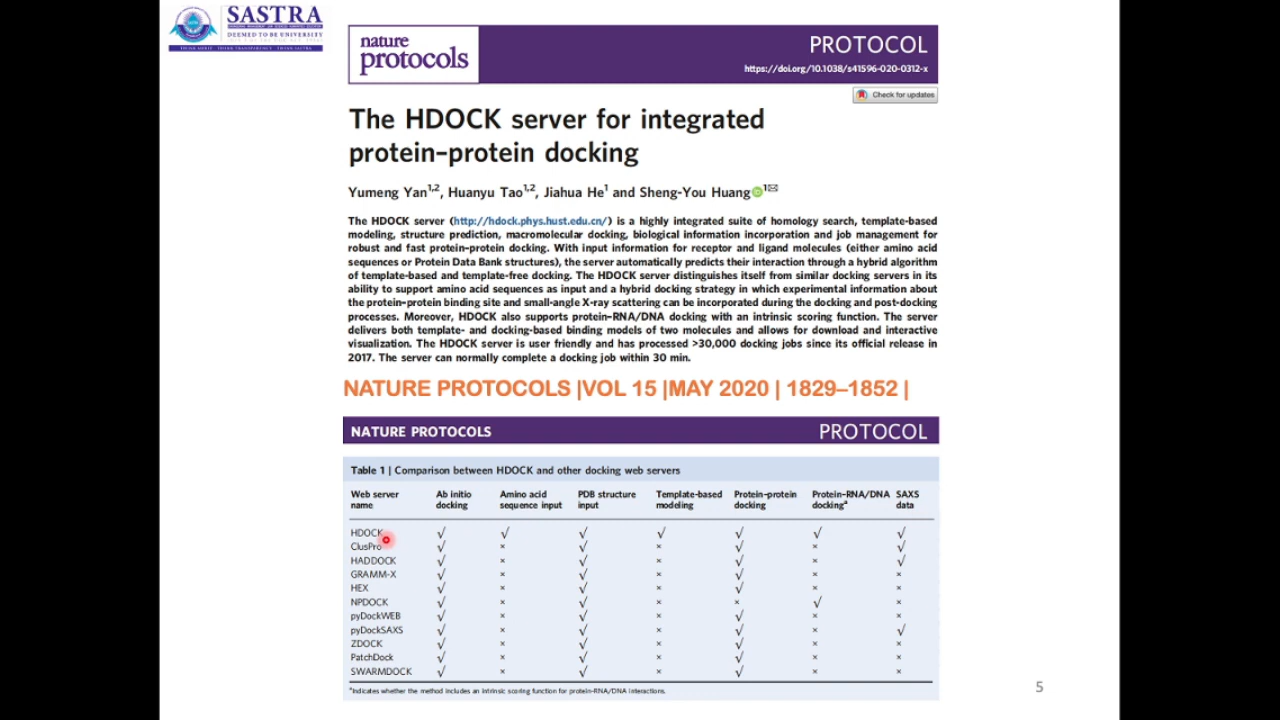 SASTRA
DEEMED TO BE UNIVERSITY
THINK MERIT | THINK TRANSPARENCY | THINK SASTRA
nature
protocols
PROTOCOL
https://doi.org/10.1038/s41596-020-0312-x
Check for updates
The HDOCK server for integrated
protein–protein docking
Yumeng Yan1,2, Huanyu Tao1,2, Jiahua He1 and Sheng-You Huang iD 1✉
The HDOCK server (http://hdock.phys.hust.edu.cn/) is a highly integrated suite of homology search, template-based
modeling, structure prediction, macromolecular docking, biological information incorporation and job management for
robust and fast protein–protein docking. With input information for receptor and ligand molecules (either amino acid
sequences or Protein Data Bank structures), the server automatically predicts their interaction through a hybrid algorithm
of template-based and template-free docking. The HDOCK server distinguishes itself from similar docking servers in its
ability to support amino acid sequences as input and a hybrid docking strategy in which experimental information about
the protein–protein binding site and small-angle X-ray scattering can be incorporated during the docking and post-docking
processes. Moreover, HDOCK also supports protein–RNA/DNA docking with an intrinsic scoring function. The server
delivers both template- and docking-based binding models of two molecules and allows for download and interactive
visualization. The HDOCK server is user friendly and has processed >30,000 docking jobs since its official release in
2017. The server can normally complete a docking job within 30 min.
NATURE PROTOCOLS |VOL 15 |MAY 2020 | 1829–1852 |
NATURE PROTOCOLS PROTOCOL
Table 1 | Comparison between HDOCK and other docking web servers
Web server Ab initio Amino acid PDB structure Template-based Protein–protein Protein–RNA/DNA SAXS
name docking sequence input input modeling docking dockinga data
HDOCK √ √ √ √ √ √ √
ClusPro √ × √ × √ × √
HADDOCK √ × √ × √ × √
GRAMM-X √ × √ × √ × ×
HEX √ × √ × √ × ×
NPDOCK √ × √ × × √ ×
pyDockWEB √ × √ × √ × ×
pyDockSAXS √ × √ × √ × √
ZDOCK √ × √ × √ × ×
PatchDock √ × √ × √ × ×
SWARMDOCK √ × √ × √ × ×
aIndicates whether the method includes an intrinsic scoring function for protein-RNA/DNA interactions.
5